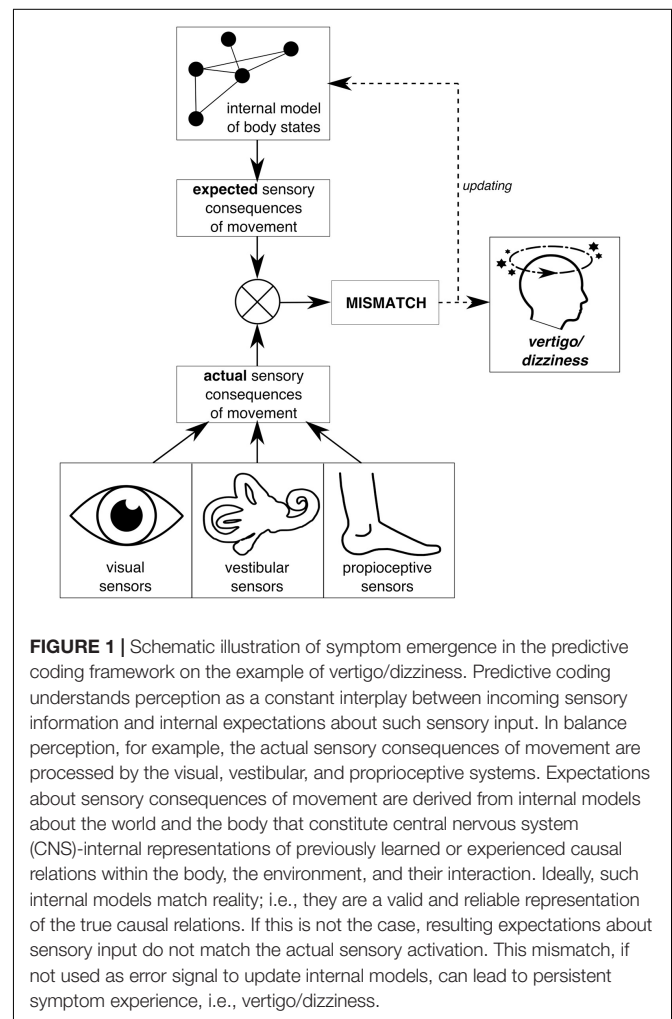 internal model
of body states
updating
expected sensory
consequences
of movement
MISMATCH
vertigo/
dizziness
actual sensory
consequences
of movement
visual
sensors
vestibular
sensors
propioceptive
sensors
FIGURE 1 | Schematic illustration of symptom emergence in the predictive
coding framework on the example of vertigo/dizziness. Predictive coding
understands perception as a constant interplay between incoming sensory
information and internal expectations about such sensory input. In balance
perception, for example, the actual sensory consequences of movement are
processed by the visual, vestibular, and proprioceptive systems. Expectations
about sensory consequences of movement are derived from internal models
about the world and the body that constitute central nervous system
(CNS)-internal representations of previously learned or experienced causal
relations within the body, the environment, and their interaction. Ideally, such
internal models match reality; i.e., they are a valid and reliable representation
of the true causal relations. If this is not the case, resulting expectations about
sensory input do not match the actual sensory activation. This mismatch, if
not used as error signal to update internal models, can lead to persistent
symptom experience, i.e., vertigo/dizziness.